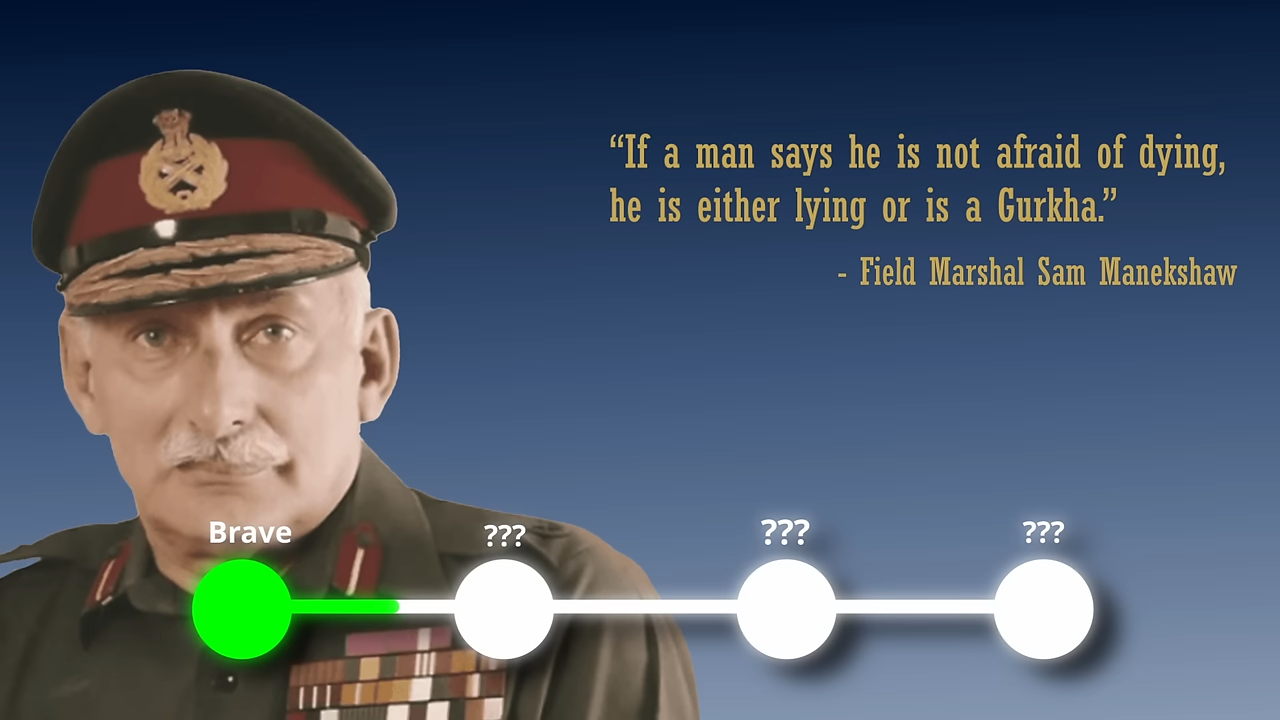 “If a man says he is not afraid of dying,
he is either lying or is a Gurkha.”
- Field Marshal Sam Manekshaw
Brave
???
???
???